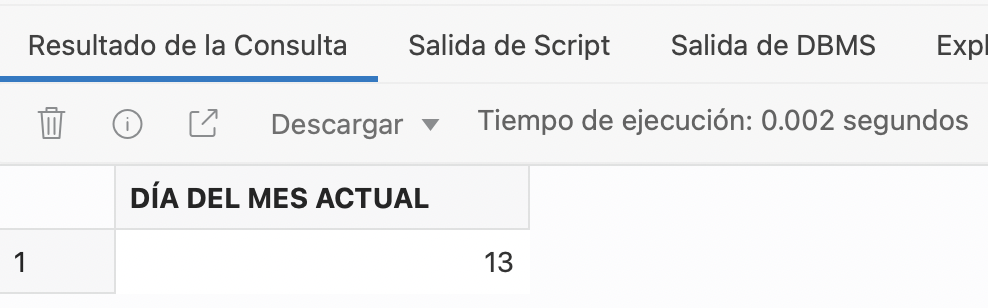 Resultado de la Consulta Salida de Script Salida de DBMS Expl
Descargar Tiempo de ejecución: 0.002 segundos
DÍA DEL MES ACTUAL
1 13